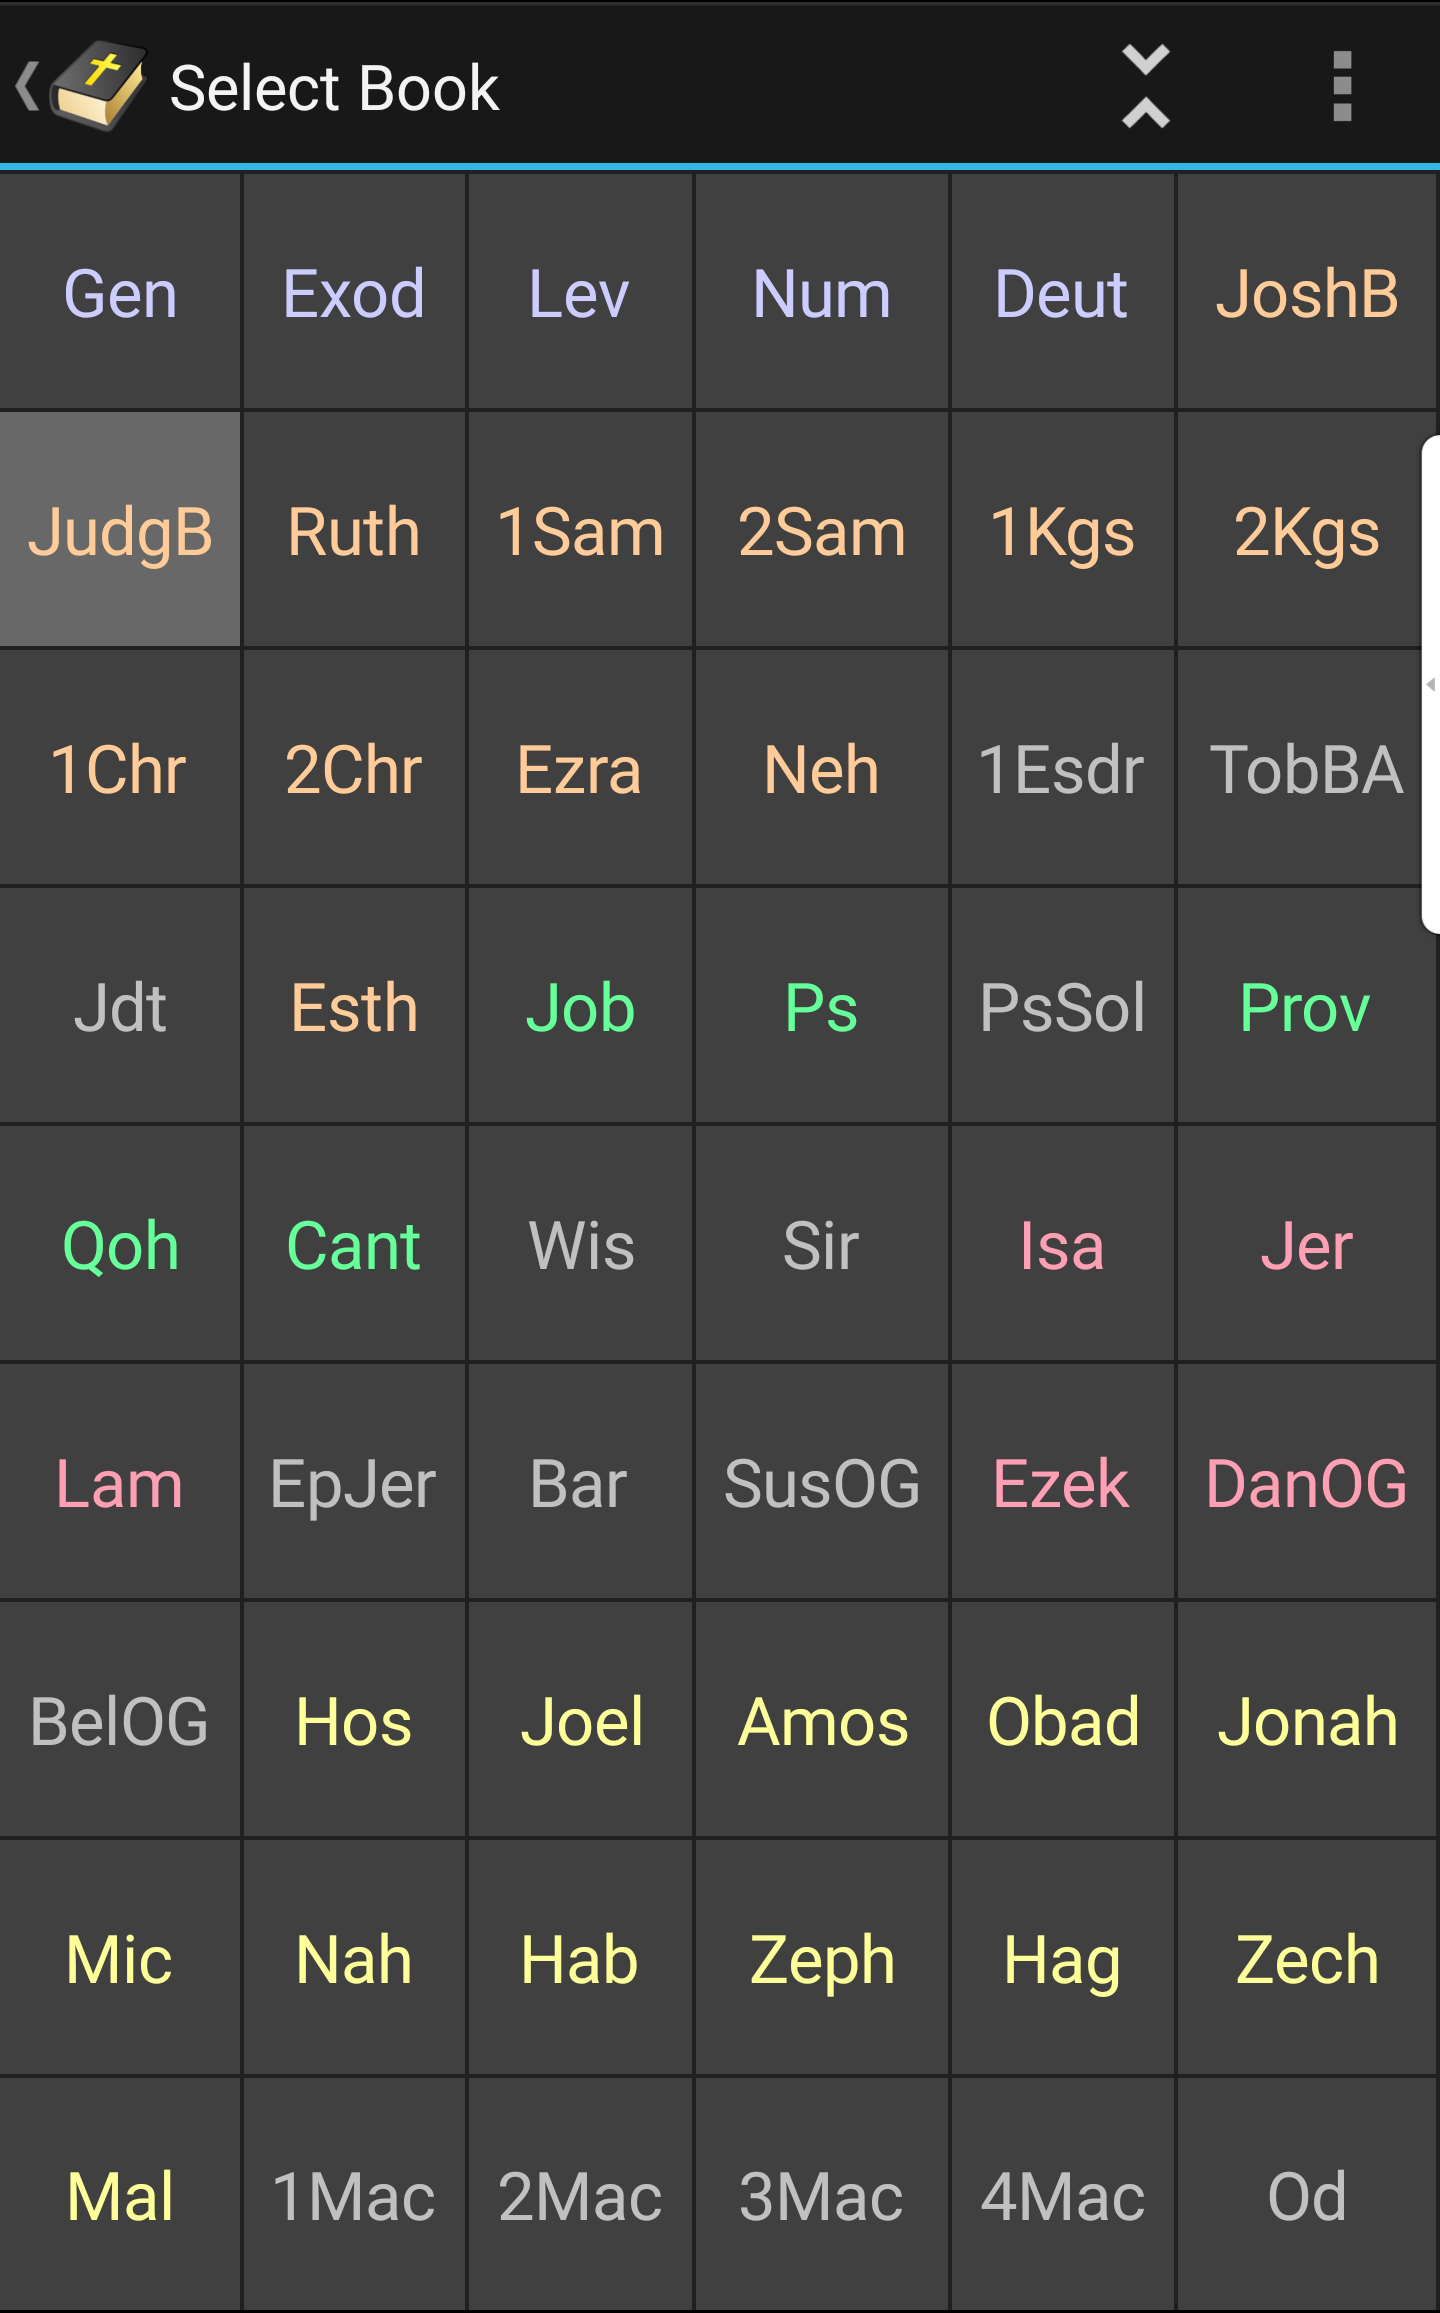 Select Book
Gen Exod Lev Num Deut JoshB
JudgB Ruth 1Sam 2Sam 1Kgs 2Kgs
1Chr 2Chr Ezra Neh 1Esdr TobBA
Jdt Esth Job Ps PsSol Prov
Qoh Cant Wis Sir Isa Jer
Lam EpJer Bar SusOG Ezek DanOG
BelOG Hos Joel Amos Obad Jonah
Mic Nah Hab Zeph Hag Zech
Mal 1Mac 2Mac 3Mac 4Mac Od